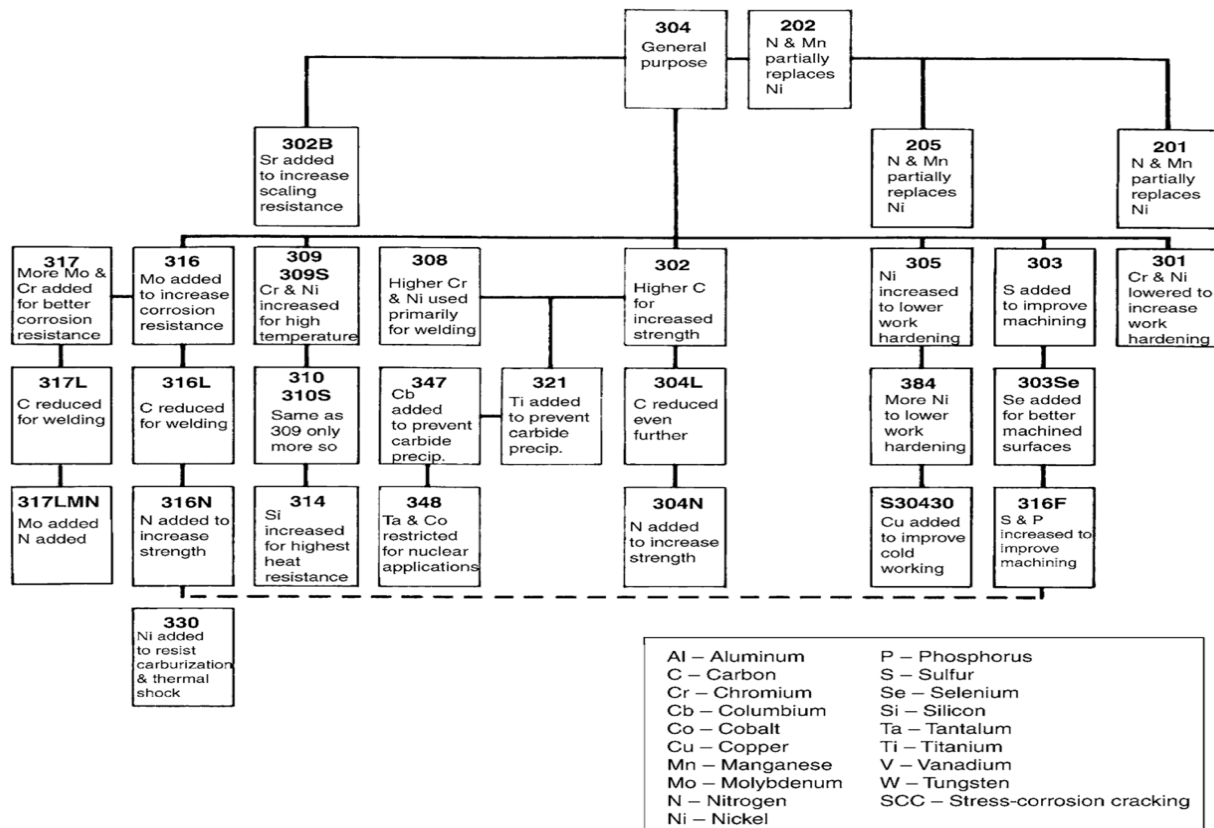 304
General
purpose
202
N & Mn
partially
replaces
Ni
302B
Sr added
to increase
scaling
resistance
205
N & Mn
partially
replaces
Ni
201
N & Mn
partially
replaces
Ni
317
More Mo &
Cr added
for better
corrosion
resistance
316
Mo added
to increase
corrosion
resistance
309
309S
Cr & Ni
increased
for high
temperature
308
Higher Cr
& Ni used
primarily
for welding
302
Higher C
for
increased
strength
305
Ni
increased
to lower
work
hardening
303
S added
to improve
machining
301
Cr & Ni
lowered to
increase
work
hardening
317L
C reduced
for welding
316L
C reduced
for welding
310
310S
Same as
309 only
more so
347
Cb
added
to prevent
carbide
precip.
321
Ti added
to prevent
carbide
precip.
304L
C reduced
even
further
384
More Ni
to lower
work
hardening
303Se
Se added
for better
machined
surfaces
317LMN
Mo added
N added
316N
N added to
increase
strength
314
Si
increased
for highest
heat
resistance
348
Ta & Co
restricted
for nuclear
applications
304N
N added
to increase
strength
S30430
Cu added
to improve
cold
working
316F
S & P
increased to
improve
machining
330
Ni added
to resist
carburization
& thermal
shock
Al – Aluminum
C – Carbon
Cr – Chromium
Cb – Columbium
Co – Cobalt
Cu – Copper
Mn – Manganese
Mo – Molybdenum
N – Nitrogen
Ni – Nickel
P – Phosphorus
S – Sulfur
Se – Selenium
Si – Silicon
Ta – Tantalum
Ti – Titanium
V – Vanadium
W – Tungsten
SCC – Stress-corrosion cracking